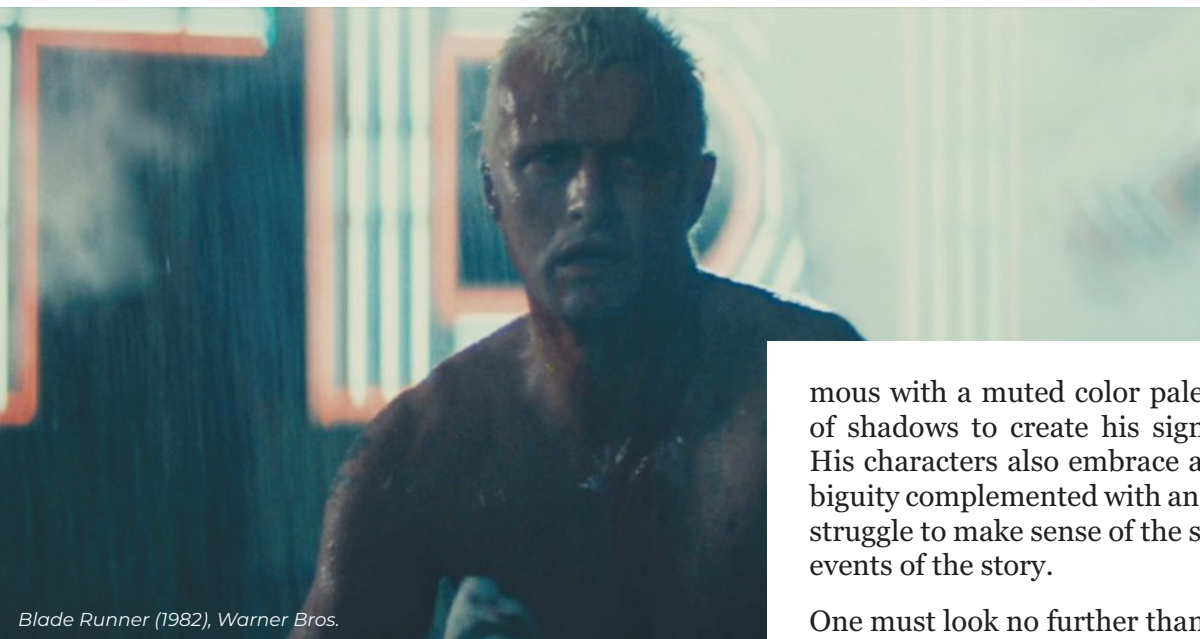 Blade Runner (1982), Warner Bros.
mous with a muted color pale
of shadows to create his sign
His characters also embrace a
biguity complemented with an
struggle to make sense of the s
events of the story.
One must look no further than